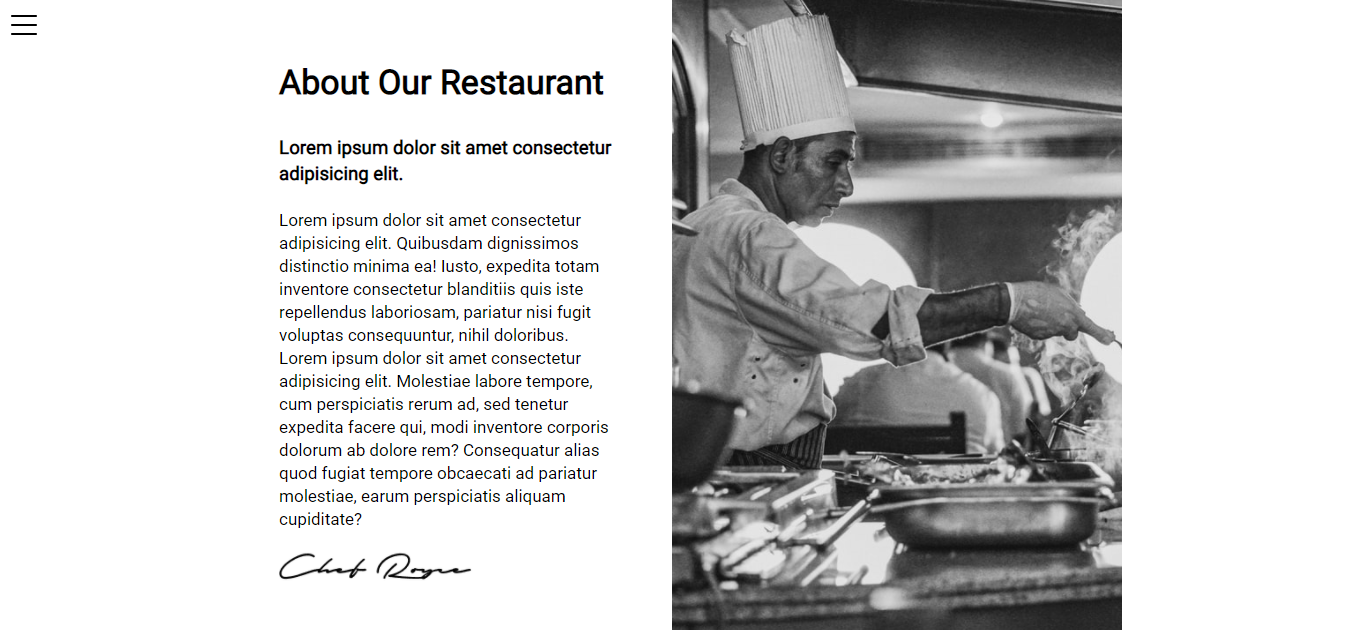 About Our Restaurant
Lorem ipsum dolor sit amet consectetur
adipisicing elit.
Lorem ipsum dolor sit amet consectetur
adipisicing elit. Quibusdam dignissimos
distinctio minima ea! Iusto, expedita totam
inventore consectetur blanditiis quis iste
repellendus laboriosam, pariatur nisi fugit
voluptas consequuntur, nihil doloribus.
Lorem ipsum dolor sit amet consectetur
adipisicing elit. Molestiae labore tempore,
cum perspiciatis rerum ad, sed tenetur
expedita facere qui, modi inventore corporis
dolorum ab dolore rem? Consequatur alias
quod fugiat tempore obcaecati ad pariatur
molestiae, earum perspiciatis aliquam
cupiditate?
Chef